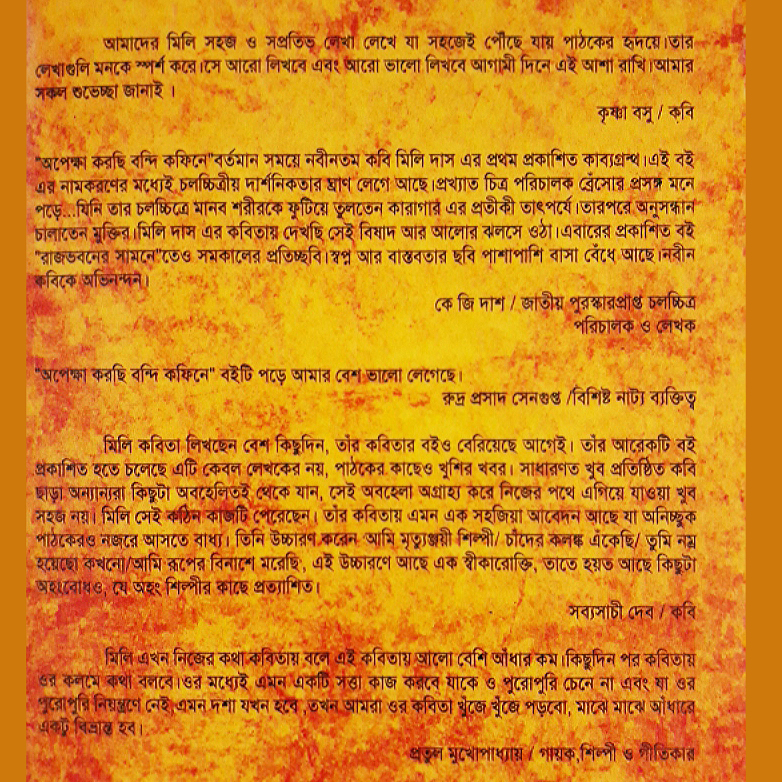 আমাদের মিলি সহজ ও সপ্রতিভ লেখা লেখে যা সহজেই পৌঁছে যায় পাঠকের হৃদয়ে।তার
লেখাগুলি মনকে স্পর্শ করে।সে আরো লিখবে এবং আরো ভালো লিখবে আগামী দিনে এই আশা রাখি।আমার
সকল শুভেচ্ছা জানাই ।
কৃষ্ণা বসু / কবি
"অপেক্ষা করছি বন্দি কফিনে"বর্তমান সময়ে নবীনতম কবি মিলি দাস এর প্রথম প্রকাশিত কাব্যগ্রন্থ।এই বই
এর নামকরণের মধ্যেই চলচ্চিত্রীয় দার্শনিকতার ঘ্রাণ লেগে আছে।প্রখ্যাত চিত্র পরিচালক ব্রেঁসোর প্রসঙ্গ মনে
পড়ে...যিনি তার চলচ্চিত্রে মানব শরীরকে ফুটিয়ে তুলতেন কারাগার এর প্রতীকী তাৎপর্যে।তারপরে অনুসন্ধান
চালাতেন মুক্তির।মিলি দাস এর কবিতায় দেখছি সেই বিষাদ আর আলোর ঝলসে ওঠা।এবারের প্রকাশিত বই
"রাজভবনের সামনে"তেও সমকালের প্রতিচ্ছবি।স্বপ্ন আর বাস্তবতার ছবি পাশাপাশি বাসা বেঁধে আছে।নবীন
কবিকে অভিনন্দন।
কে জি দাশ / জাতীয় পুরস্কারপ্রাপ্ত চলচ্চিত্র
পরিচালক ও লেখক
"অপেক্ষা করছি বন্দি কফিনে" বইটি পড়ে আমার বেশ ভালো লেগেছে।
রুদ্র প্রসাদ সেনগুপ্ত /বিশিষ্ট নাট্য ব্যক্তিত্ব
মিলি কবিতা লিখছেন বেশ কিছুদিন, তাঁর কবিতার বইও বেরিয়েছে আগেই। তাঁর আরেকটি বই
প্রকাশিত হতে চলেছে এটি কেবল লেখকের নয়, পাঠকের কাছেও খুশির খবর। সাধারণত খুব প্রতিষ্ঠিত কবি
ছাড়া অন্যান্যরা কিছুটা অবহেলিতই থেকে যান, সেই অবহেলা অগ্রাহ্য করে নিজের পথে এগিয়ে যাওয়া খুব
সহজ নয়। মিলি সেই কঠিন কাজটি পেরেছেন। তাঁর কবিতায় এমন এক সহজিয়া আবেদন আছে যা অনিচ্ছুক
পাঠকেরও নজরে আসতে বাধ্য। তিনি উচ্চারণ করেন 'আমি মৃত্যুঞ্জয়ী শিল্পী/ চাঁদের কলঙ্ক এঁকেছি/ তুমি নম্র
হয়েছো কখনো/আমি রূপের বিনাশে মরেছি', এই উচ্চারণে আছে এক স্বীকারোক্তি, তাতে হয়ত আছে কিছুটা
অহংবোধও, যে অহং শিল্পীর কাছে প্রত্যাশিত।
সব্যসাচী দেব / কবি
মিলি এখন নিজের কথা কবিতায় বলে এই কবিতায় আলো বেশি আঁধার কম।কিছুদিন পর কবিতায়
ওর কলমে কথা বলবে।ওর মধ্যেই এমন একটি সত্তা কাজ করবে যাকে ও পুরোপুরি চেনে না এবং যা ওর
পুরোপুরি নিয়ন্ত্রণে নেই,এমন দশা যখন হবে ,তখন আমরা ওর কবিতা খুঁজে খুঁজে পড়বো, মাঝে মাঝে আঁধারে
একটু বিভ্রান্ত হব।
প্রতুল মুখোপাধ্যায় / গায়ক,শিল্পী ও গীতিকার